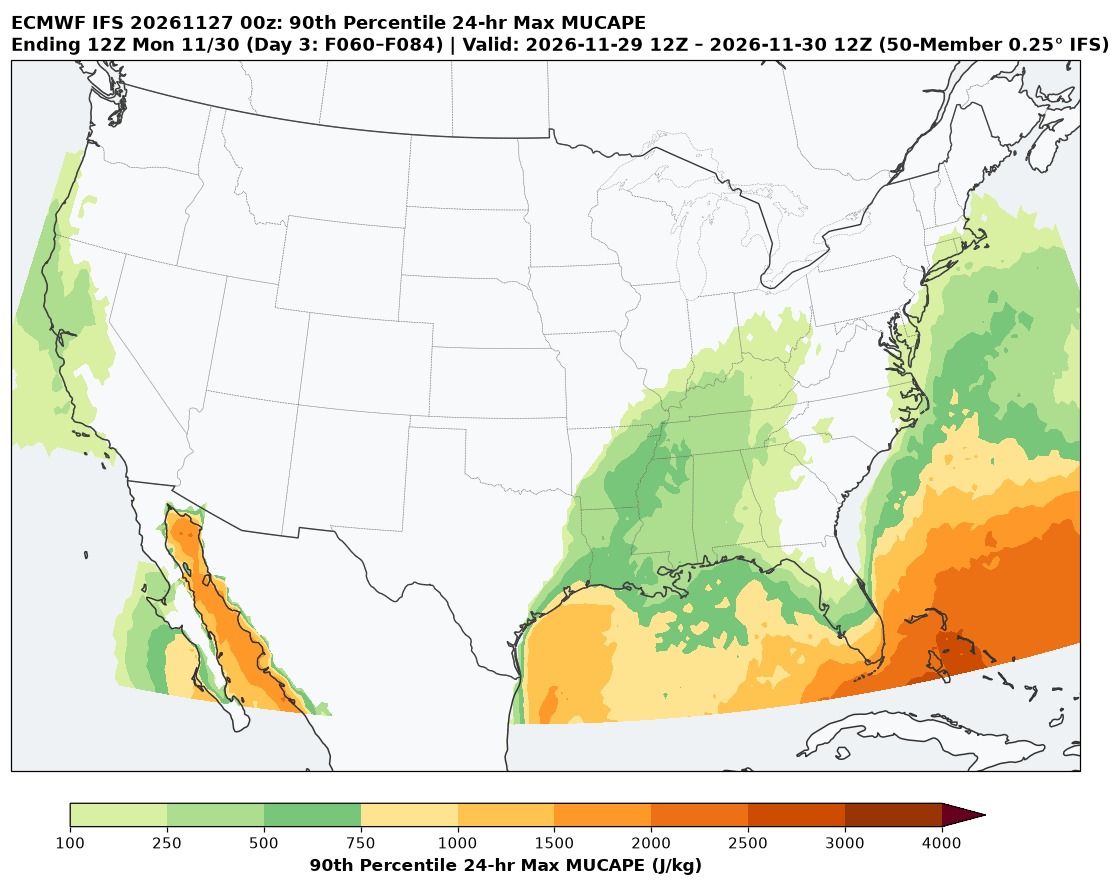 ECMWF IFS 20261127 00z: 90th Percentile 24-hr Max MUCAPE
Ending 12Z Mon 11/30 (Day 3: F060–F084) | Valid: 2026-11-29 12Z – 2026-11-30 12Z (50-Member 0.25° IFS)
100 250 500 750 1000 1500 2000 2500 3000 4000
90th Percentile 24-hr Max MUCAPE (J/kg)